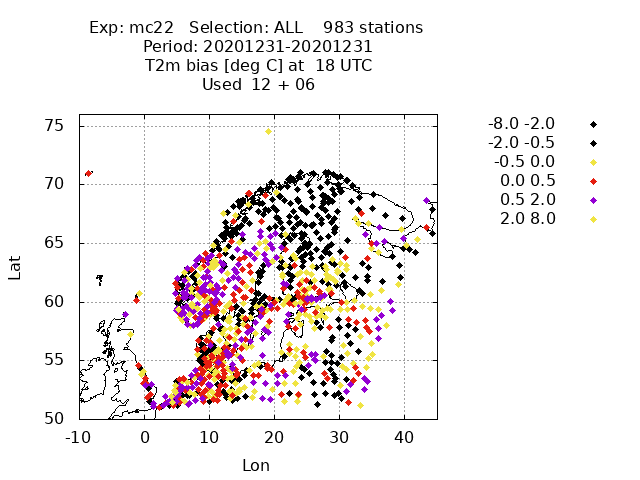 Exp: mc22 Selection: ALL 983 stations
Period: 20201231-20201231
T2m bias [deg C] at 18 UTC
Used 12 + 06
-8.0 -2.0
-2.0 -0.5
-0.5 0.0
0.0 0.5
0.5 2.0
2.0 8.0
75
70
65
60
55
50
Lat
-10 0 10 20 30 40
Lon